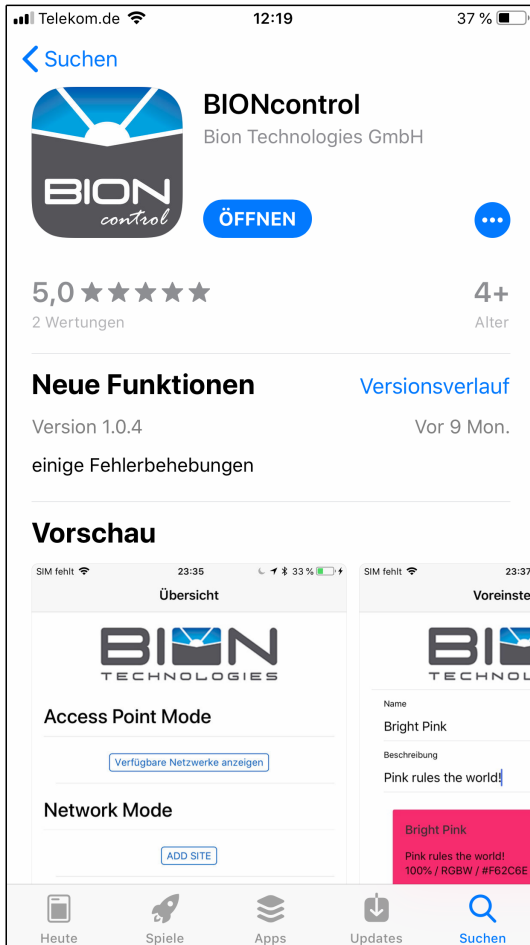 Telekom.de 12:19 37 %
Suchen
BION
control
BIONcontrol
Bion Technologies GmbH
ÖFFNEN
5,0
4+
2 Wertungen
Alter
Neue Funktionen
Versionsverlauf
Version 1.0.4
Vor 9 Mon.
einige Fehlerbehebungen
Vorschau
SIM fehlt 23:35 33 %
Übersicht
BION
TECHNOLOGIES
Access Point Mode
Verfügbare Netzwerke anzeigen
Network Mode
ADD SITE
SIM fehlt 23:37
Voreinste
BI
TECHNOL
Name
Bright Pink
Beschreibung
Pink rules the world!
Bright Pink
Pink rules the world!
100% / RGBW / #F62C6E
Heute
Spiele
Apps
Updates
Suchen